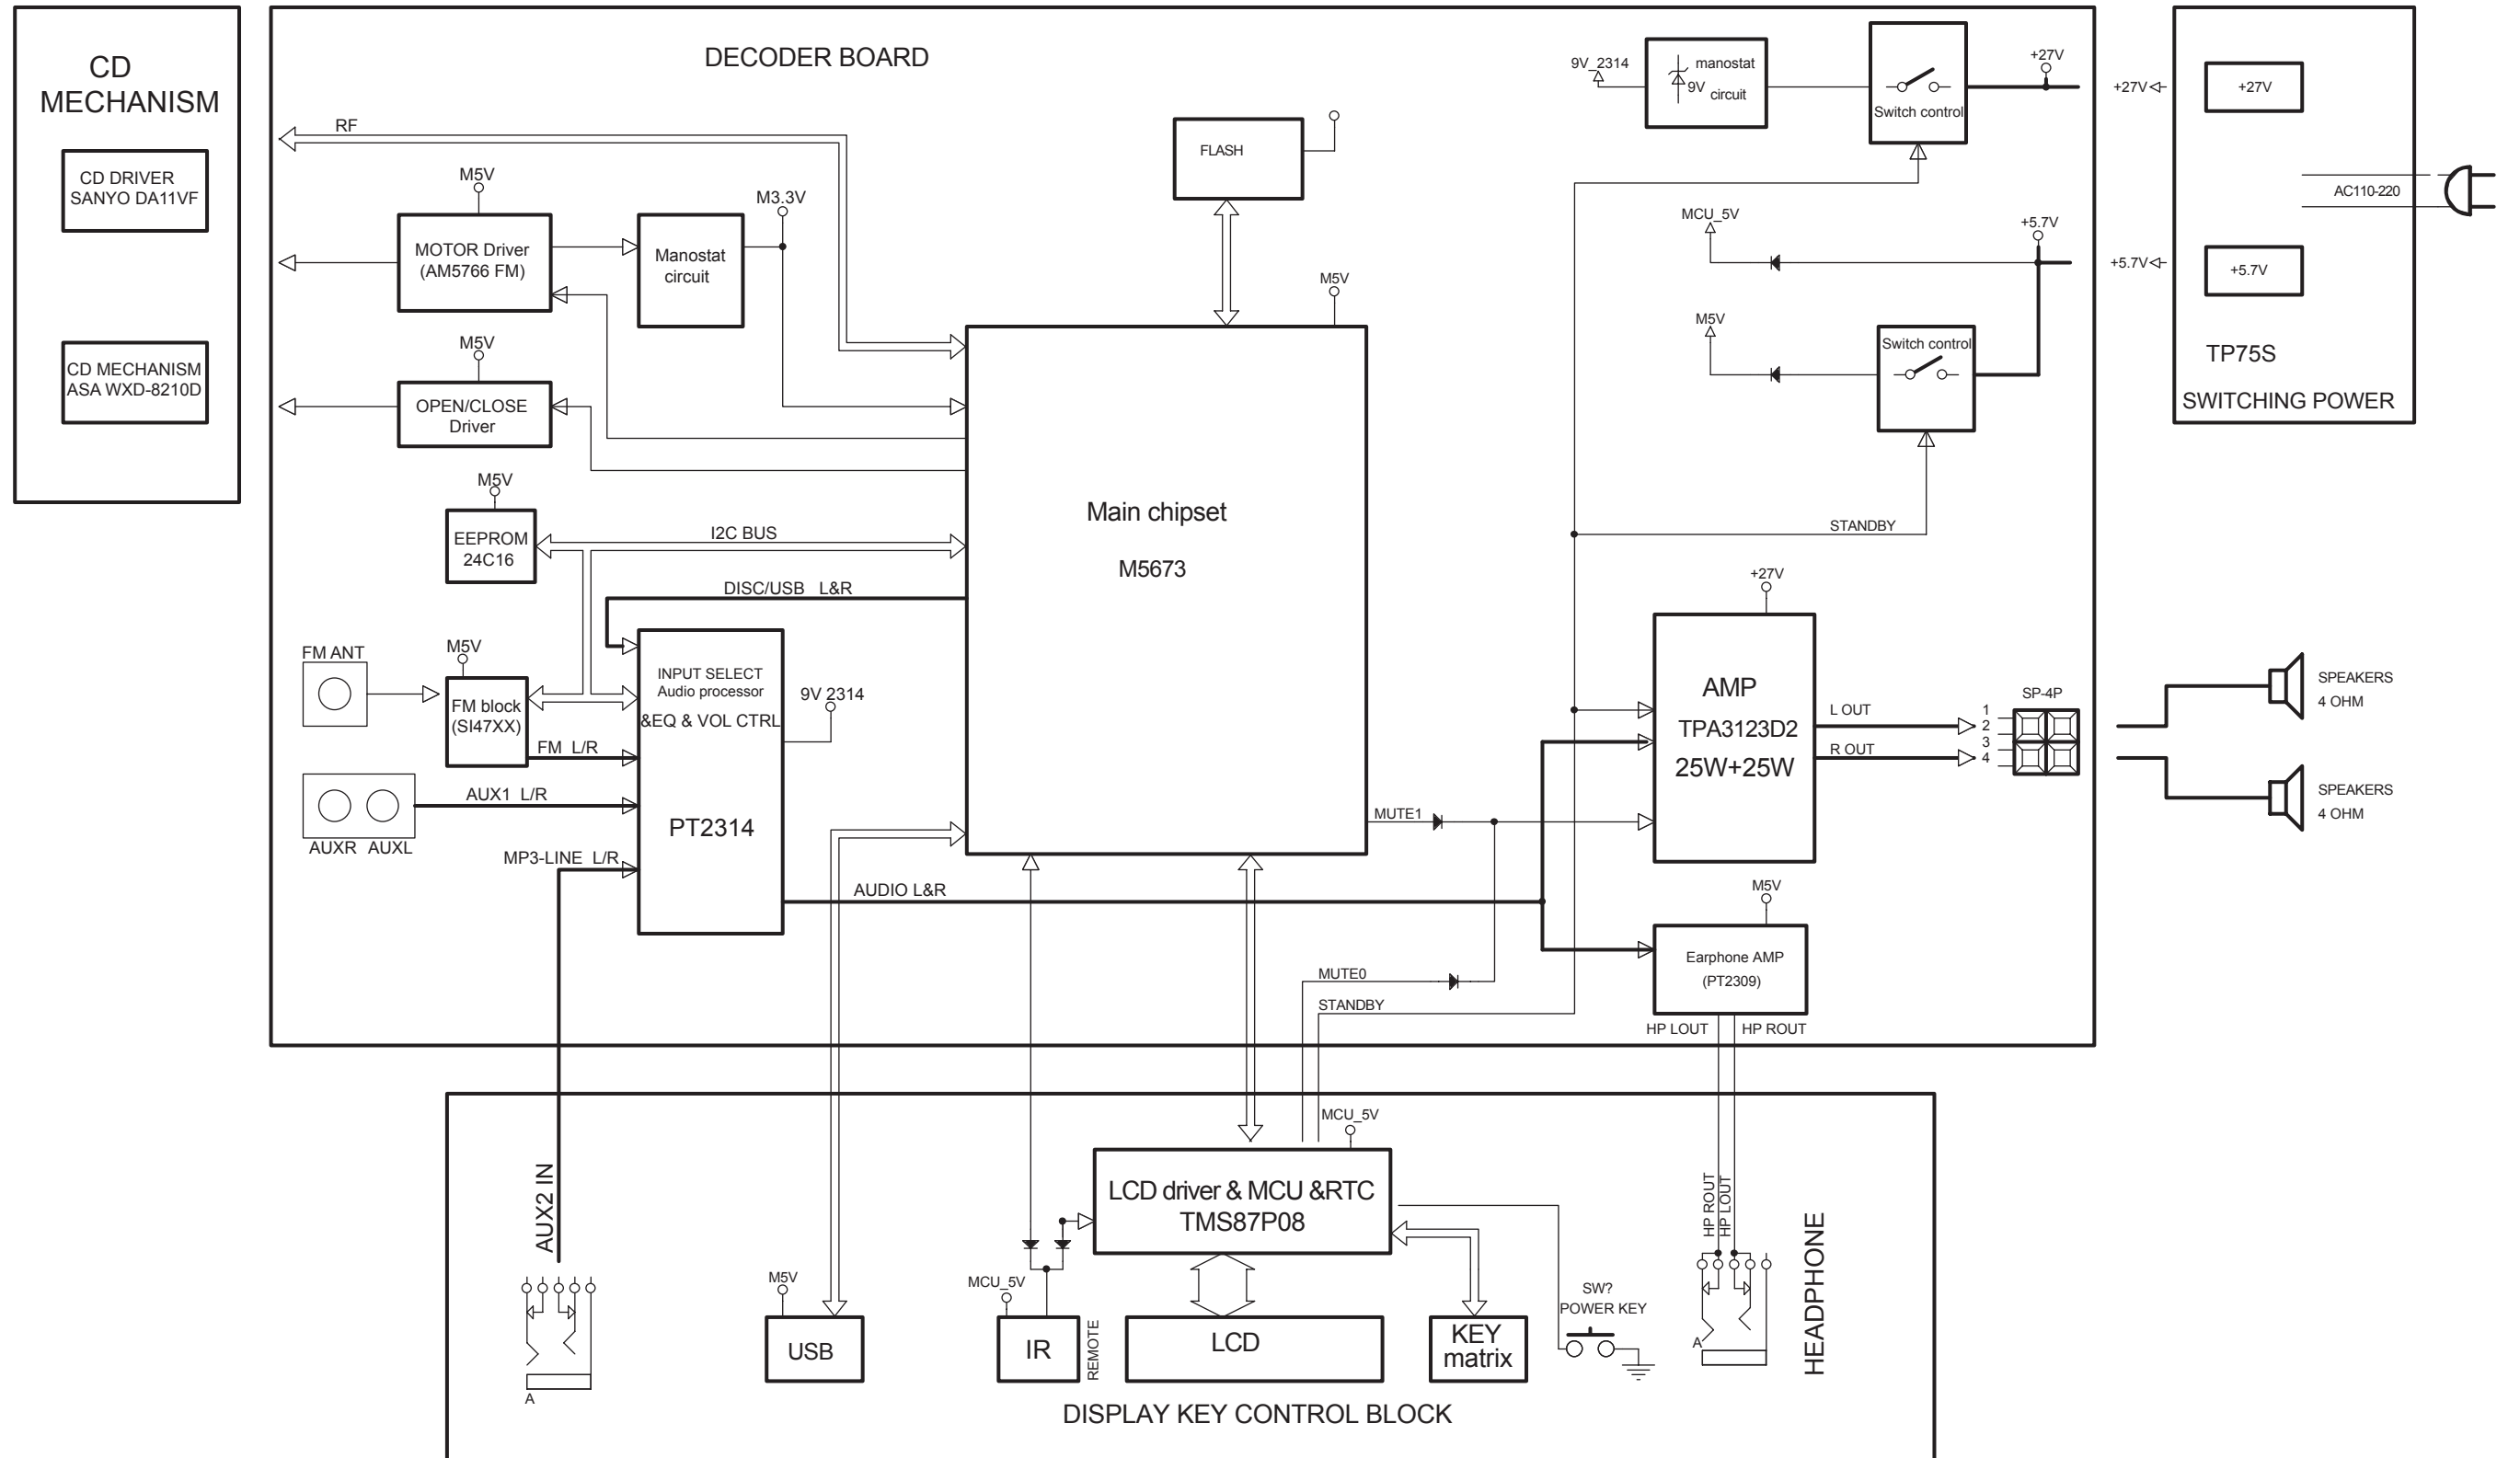 CD
MECHANISM
CD DRIVER
SANYO DA11VF
CD MECHANISM
ASA WXD-8210D
DECODER BOARD
RF
M5V
MOTOR Driver
(AM5766 FM)
Manostat
circuit
M3.3V
M5V
OPEN/CLOSE
Driver
M5V
EEPROM
24C16
I2C BUS
DISC/USB L&R
FM ANT
M5V
FM block
(SI47XX)
FM L/R
AUX1 L/R
AUXR AUXL
MP3-LINE L/R
INPUT SELECT
Audio processor
&EQ & VOL CTRL
PT2314
9V 2314
AUDIO L&R
FLASH
M5V
Main chipset
M5673
9V_2314
manostat
9V
circuit
Switch control
+27V
MCU_5V
+5.7V
M5V
Switch control
STANDBY
+27V
AMP
TPA3123D2
25W+25W
L OUT
R OUT
SP-4P
1
2
3
4
MUTE1
MUTE0
STANDBY
M5V
Earphone AMP
(PT2309)
HP LOUT
HP ROUT
+27V
+27V
AC110-220
+5.7V
+5.7V
TP75S
SWITCHING POWER
SPEAKERS
4 OHM
SPEAKERS
4 OHM
AUX2 IN
A
M5V
USB
MCU_5V
IR
REMOTE
MCU_5V
LCD driver & MCU &RTC
TMS87P08
LCD
KEY
matrix
SW?
POWER KEY
HP ROUT
HP LOUT
A
HEADPHONE
DISPLAY KEY CONTROL BLOCK